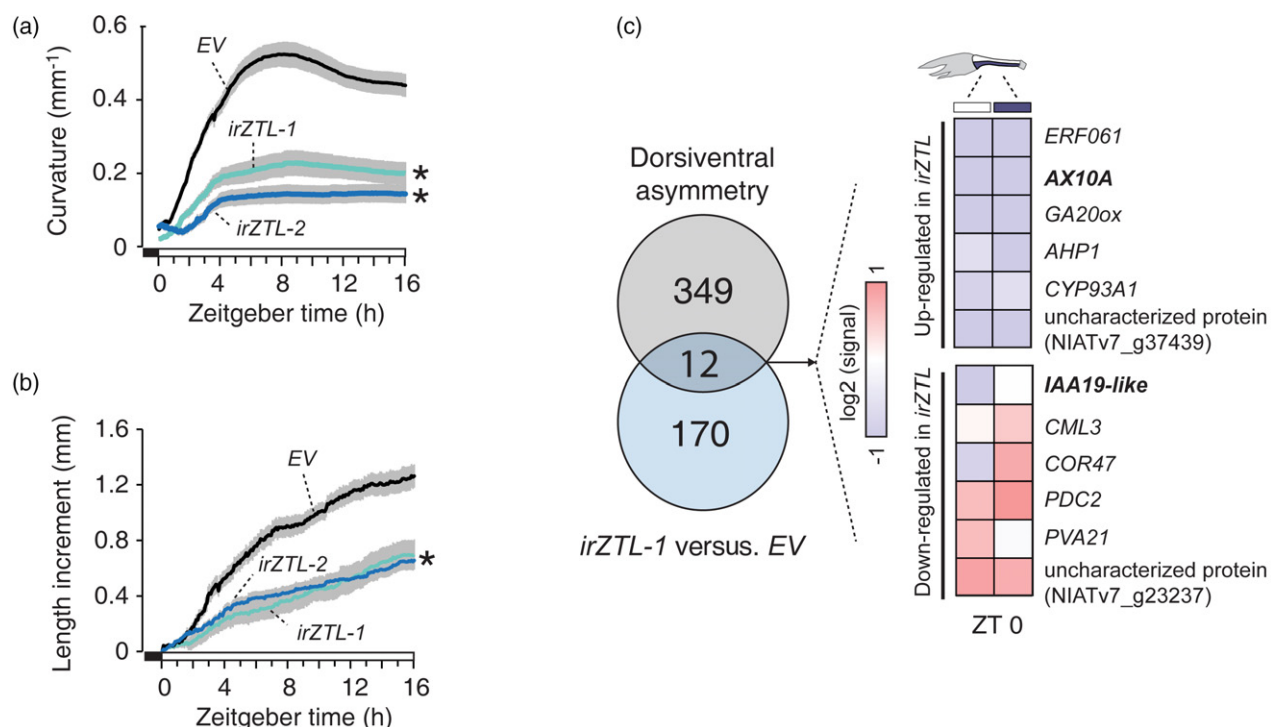 (a)
0.6
0.4
0.2
0
Curvature (mm-1)
EV
irZTL-1
irZTL-2
*
*
0 4 8 12 16
Zeitgeber time (h)
(b)
1.6
1.2
0.8
0.4
0
Length increment (mm)
EV
irZTL-2
irZTL-1
*
0 4 8 12 16
Zeitgeber time (h)
(c)
Dorsiventral
asymmetry
349
12
170
irZTL-1 versus. EV
1
log2 (signal)
-1
Up-regulated in irZTL
ERF061
AX10A
GA20ox
AHP1
CYP93A1
uncharacterized protein
(NIATv7_g37439)
Down-regulated in irZTL
IAA19-like
CML3
COR47
PDC2
PVA21
uncharacterized protein
(NIATv7_g23237)
ZT 0